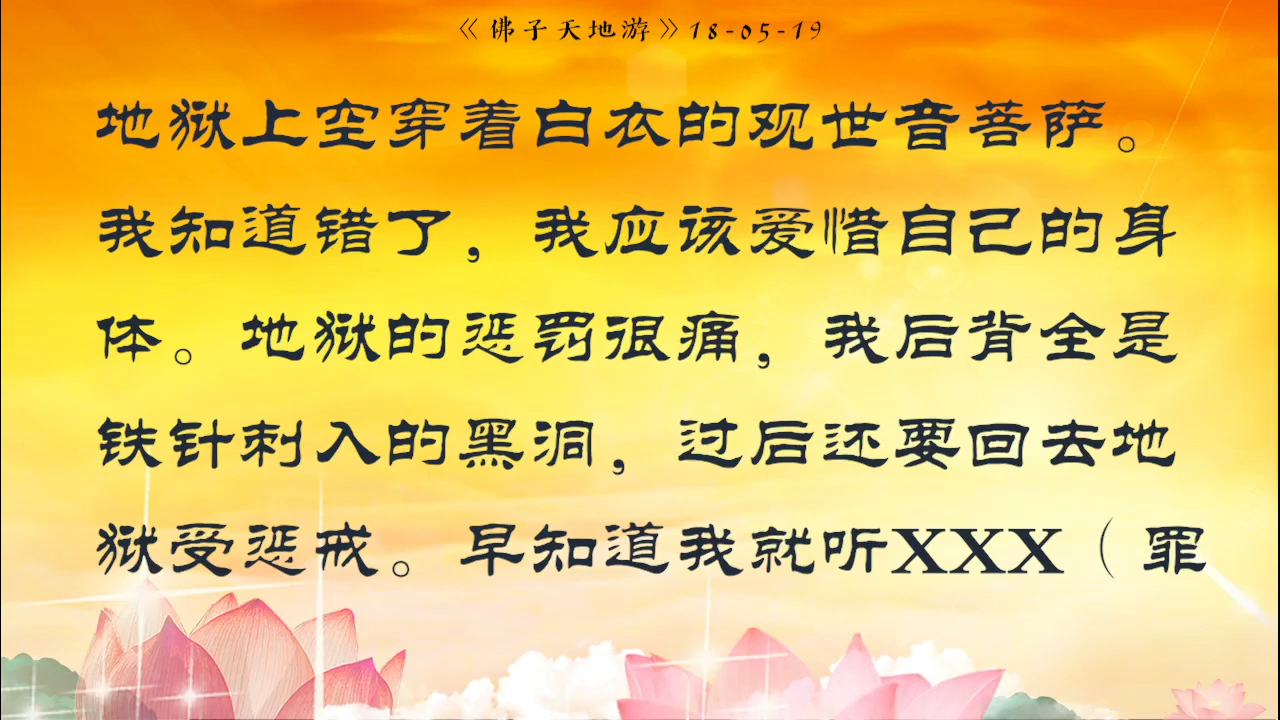 《佛子天地游》18-05-19
地狱上空穿着白衣的观世音菩萨。
我知道错了，我应该爱惜自己的身
体。地狱的惩罚很痛，我后背全是
铁针刺入的黑洞，过后还要回去地
狱受惩戒。早知道我就听XXX（罪